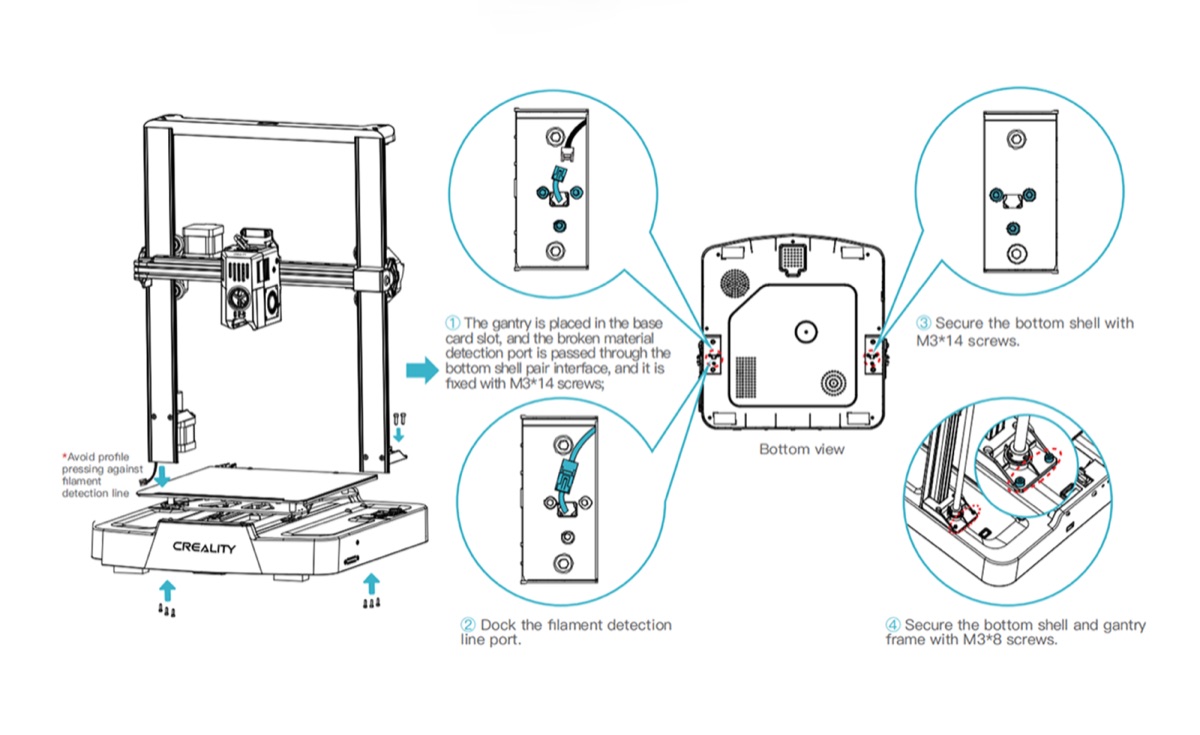 ① The gantry is placed in the base
card slot, and the broken material
detection port is passed through the
bottom shell pair interface, and it is
fixed with M3*14 screws;
③ Secure the bottom shell with
M3*14 screws.
*Avoid profile
pressing against
filament
detection line
Bottom view
CREALITY
② Dock the filament detection
line port.
④ Secure the bottom shell and gantry
frame with M3*8 screws.